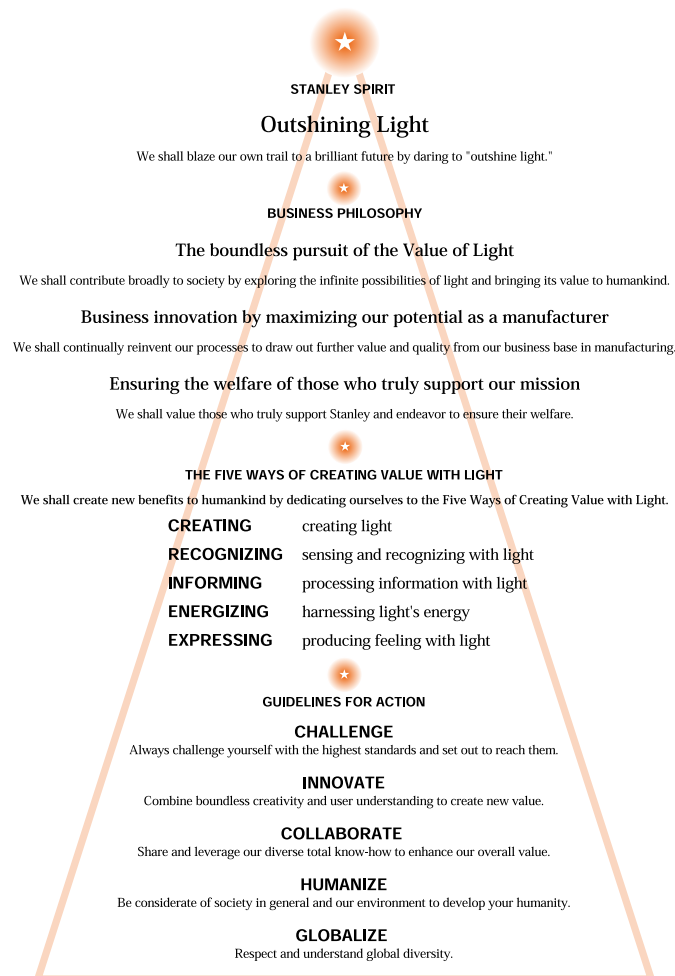 STANLEY SPIRIT
Outshining Light
We shall blaze our own trail to a brilliant future by daring to "outshine light."
BUSINESS PHILOSOPHY
The boundless pursuit of the Value of Light
We shall contribute broadly to society by exploring the infinite possibilities of light and bringing its value to humankind.
Business innovation by maximizing our potential as a manufacturer
We shall continually reinvent our processes to draw out further value and quality from our business base in manufacturing.
Ensuring the welfare of those who truly support our mission
We shall value those who truly support Stanley and endeavor to ensure their welfare.
THE FIVE WAYS OF CREATING VALUE WITH LIGHT
We shall create new benefits to humankind by dedicating ourselves to the Five Ways of Creating Value with Light.
CREATING creating light
RECOGNIZING sensing and recognizing with light
INFORMING processing information with light
ENERGIZING harnessing light's energy
EXPRESSING producing feeling with light
GUIDELINES FOR ACTION
CHALLENGE
Always challenge yourself with the highest standards and set out to reach them.
INNOVATE
Combine boundless creativity and user understanding to create new value.
COLLABORATE
Share and leverage our diverse total know-how to enhance our overall value.
HUMANIZE
Be considerate of society in general and our environment to develop your humanity.
GLOBALIZE
Respect and understand global diversity.